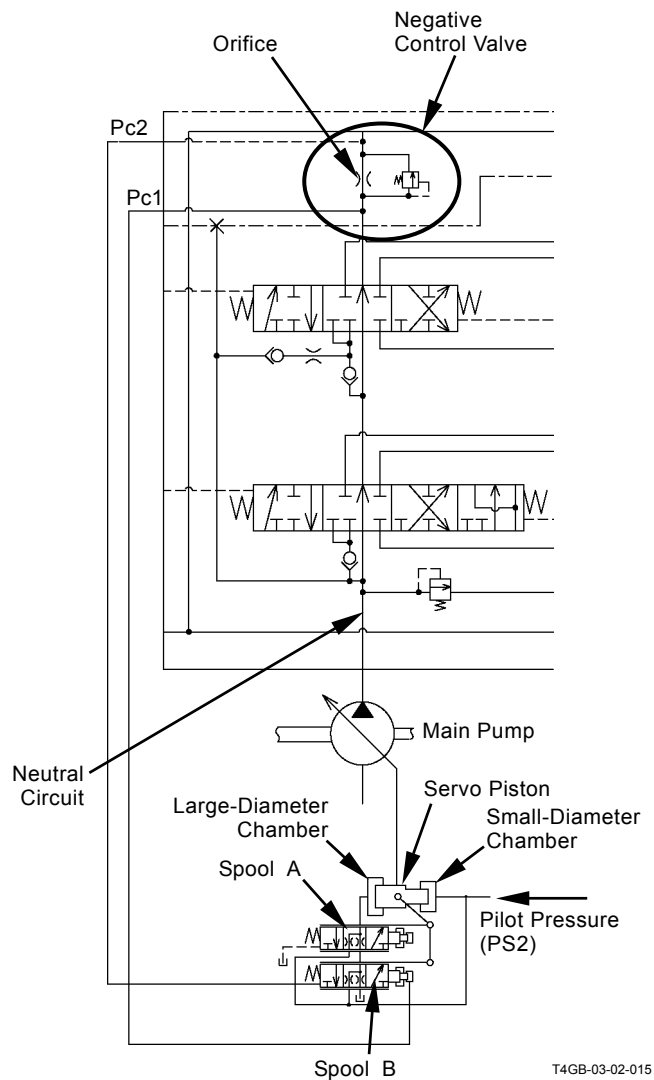 Negative
Control Valve
Orifice
Pc2
Pc1
Main Pump
Neutral
Circuit
Servo Piston
Large-Diameter
Chamber
Small-Diameter
Chamber
Spool A
Pilot Pressure
(PS2)
Spool B
T4GB-03-02-015